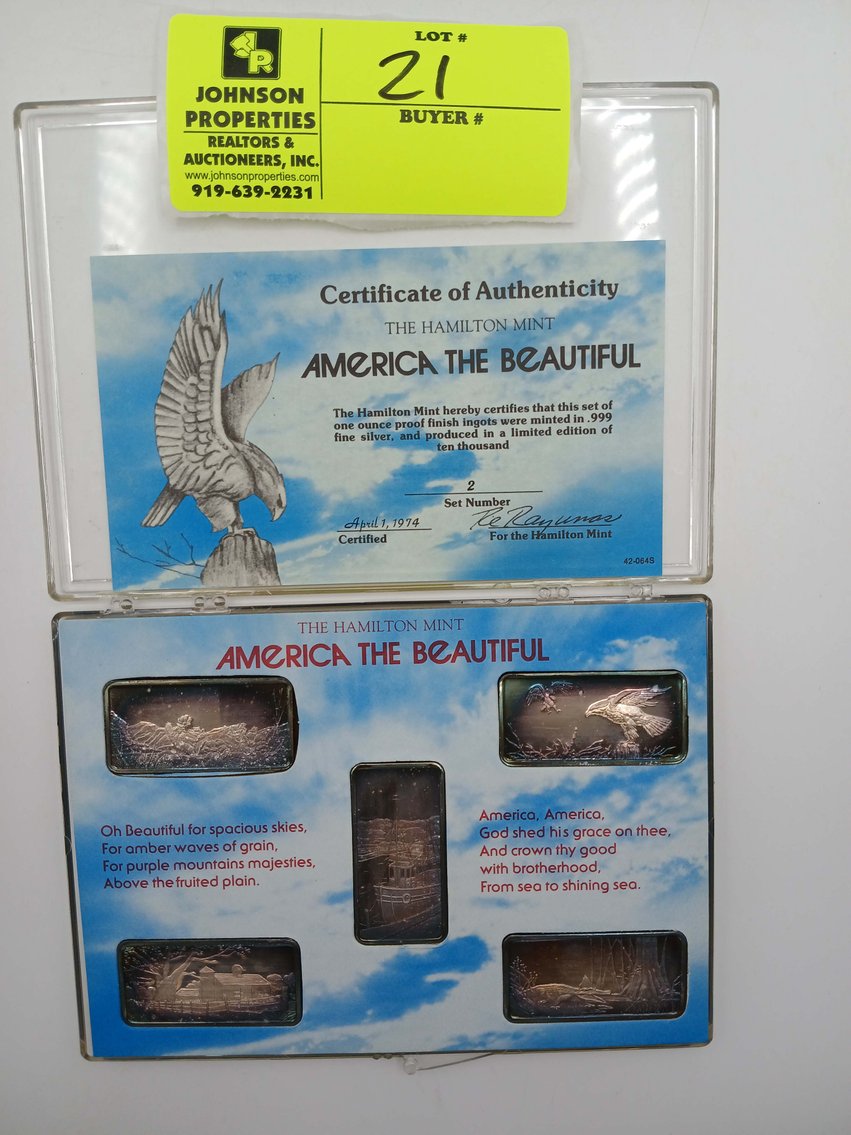 JR
JOHNSON
PROPERTIES
REALTORS &
AUCTIONEERS, INC.
www.johnsonproperties.com
919-639-2231
LOT #
21
BUYER #
Certificate of Authenticity
THE HAMILTON MINT
AMERICA THE BEAUTIFUL
The Hamilton Mint hereby certifies that this set of
one ounce proof finish ingots were minted in .999
fine silver, and produced in a limited edition of
ten thousand
2
Set Number
April 1, 1974
Certified
For the Hamilton Mint
42-064S
THE HAMILTON MINT
AMERICA THE BEAUTIFUL
Oh Beautiful for spacious skies,
For amber waves of grain,
For purple mountains majesties,
Above the fruited plain.
America, America,
God shed his grace on thee,
And crown thy good
with brotherhood,
From sea to shining sea.